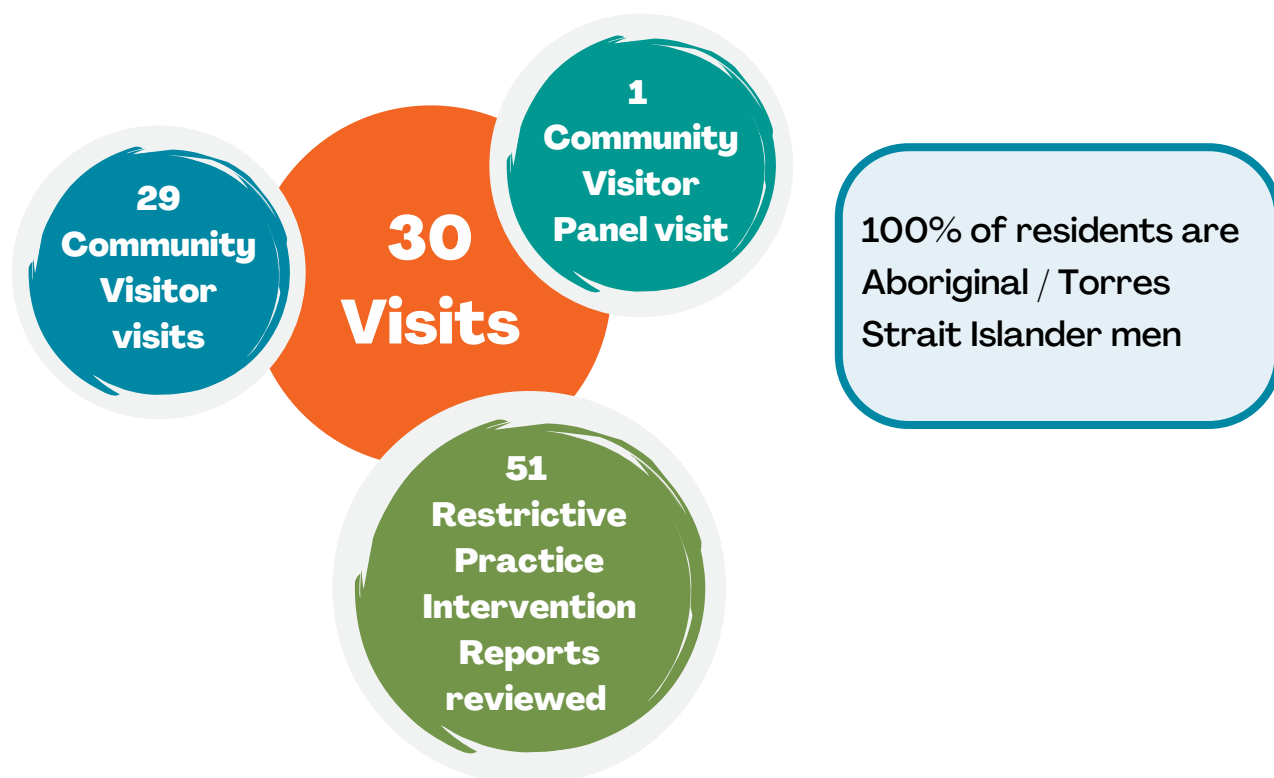 29
Community
Visitor
visits
30
Visits
1
Community
Visitor
Panel visit
51
Restrictive
Practice
Intervention
Reports
reviewed
100% of residents are
Aboriginal / Torres
Strait Islander men